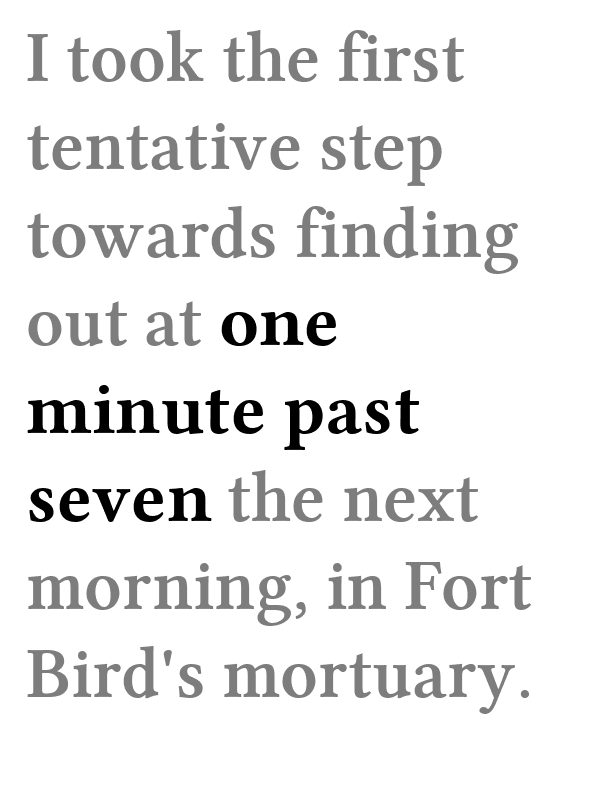 I took the first
tentative step
towards finding
out at one
minute past
seven the next
morning, in Fort
Bird's mortuary.